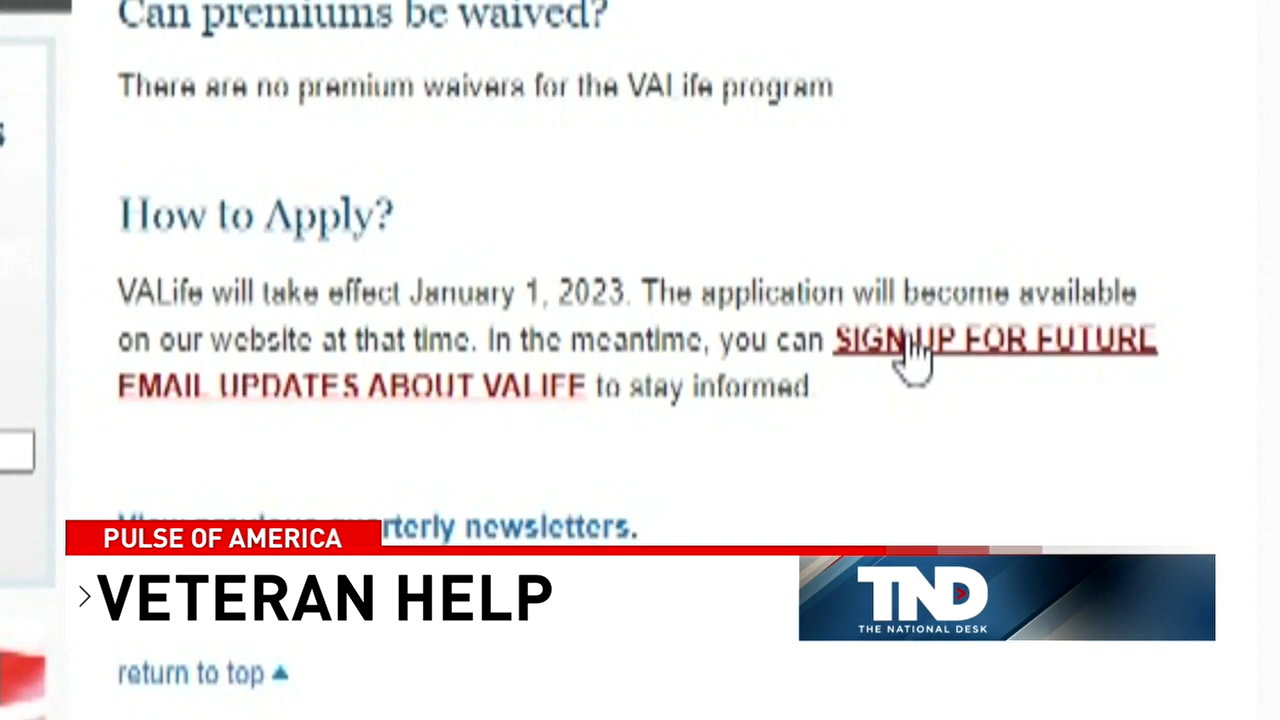 Can premiums be waived?
There are no premium waivers for the VALife program
How to Apply?
VALife will take effect January 1, 2023. The application will become available
on our website at that time. In the meantime, you can SIGN UP FOR FUTURE
EMAIL UPDATES ABOUT VALIFE to stay informed.
View previous quarterly newsletters.
PULSE OF AMERICA
VETERAN HELP
TND
THE NATIONAL DESK
return to top